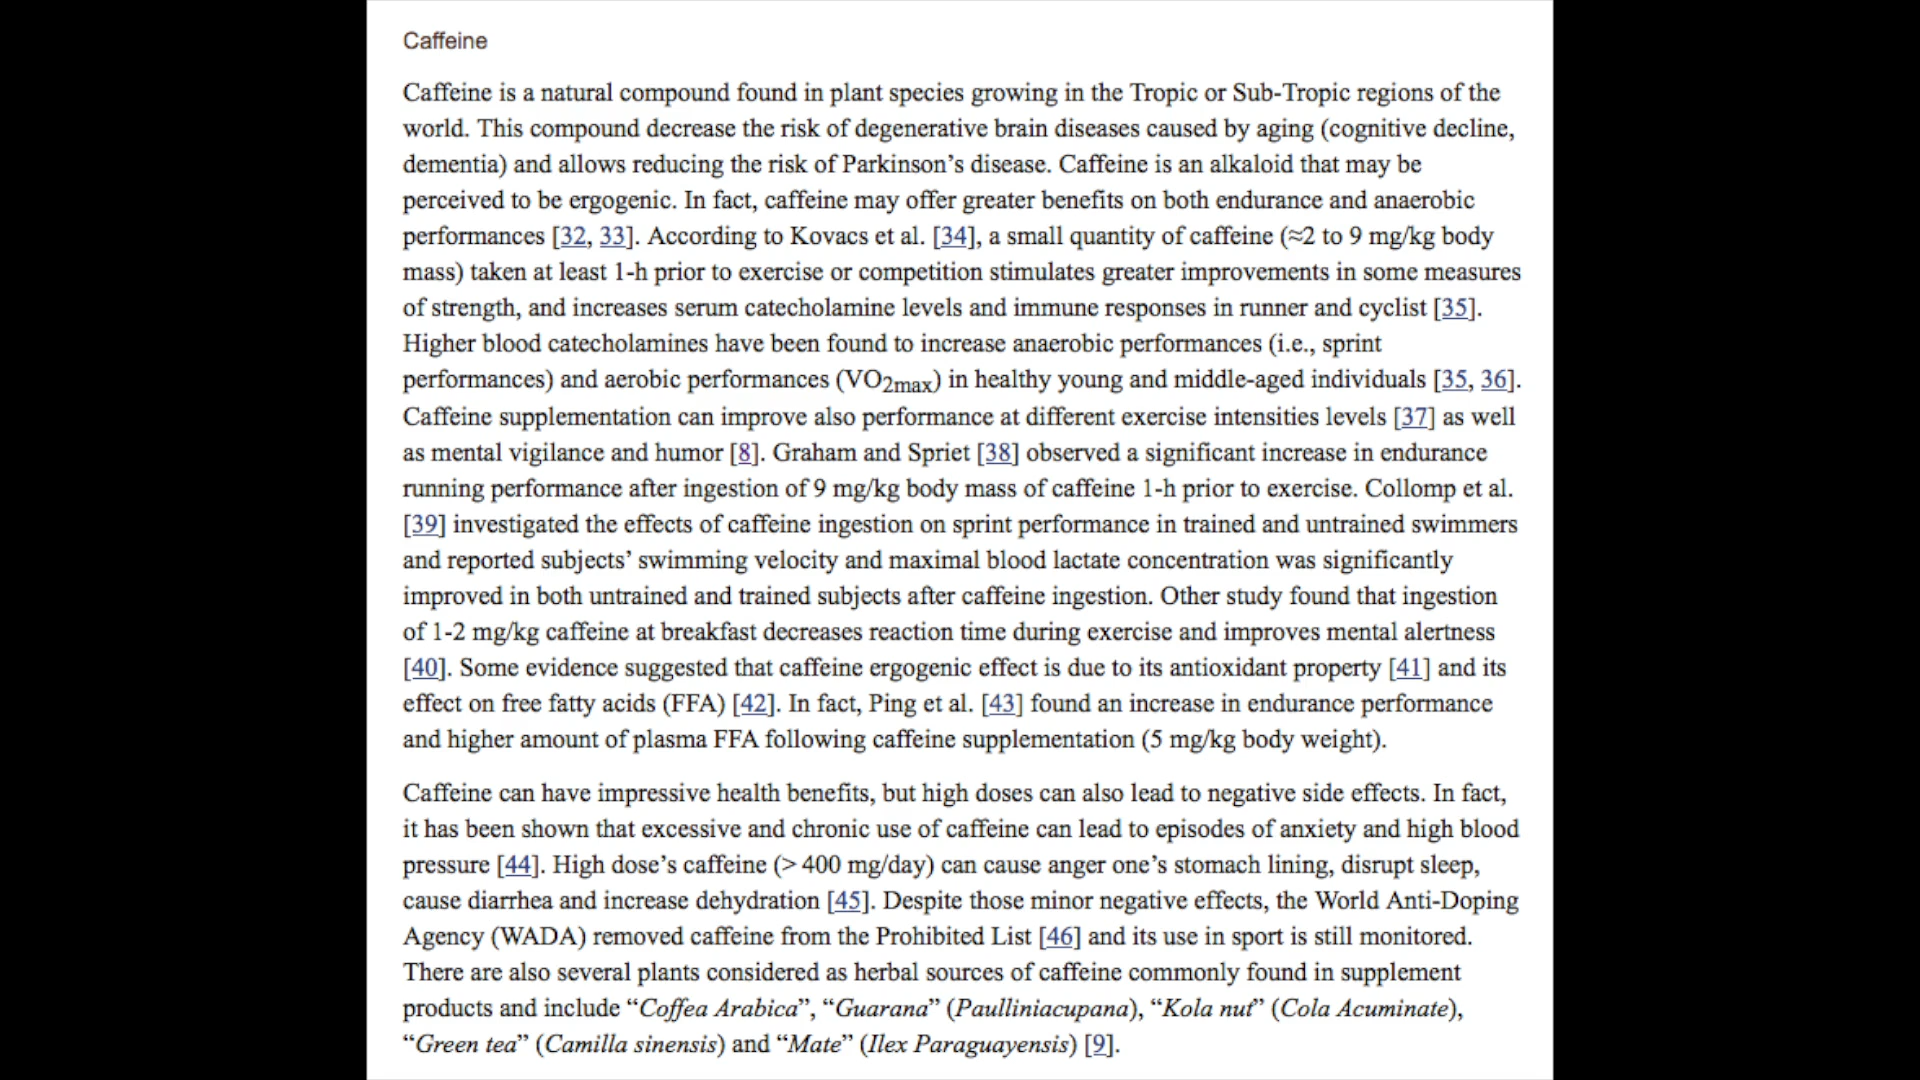 Caffeine
Caffeine is a natural compound found in plant species growing in the Tropic or Sub-Tropic regions of the
world. This compound decrease the risk of degenerative brain diseases caused by aging (cognitive decline,
dementia) and allows reducing the risk of Parkinson’s disease. Caffeine is an alkaloid that may be
perceived to be ergogenic. In fact, caffeine may offer greater benefits on both endurance and anaerobic
performances [32, 33]. According to Kovacs et al. [34], a small quantity of caffeine (≈2 to 9 mg/kg body
mass) taken at least 1-h prior to exercise or competition stimulates greater improvements in some measures
of strength, and increases serum catecholamine levels and immune responses in runner and cyclist [35].
Higher blood catecholamines have been found to increase anaerobic performances (i.e., sprint
performances) and aerobic performances (VO2max) in healthy young and middle-aged individuals [35, 36].
Caffeine supplementation can improve also performance at different exercise intensities levels [37] as well
as mental vigilance and humor [8]. Graham and Spriet [38] observed a significant increase in endurance
running performance after ingestion of 9 mg/kg body mass of caffeine 1-h prior to exercise. Collomp et al.
[39] investigated the effects of caffeine ingestion on sprint performance in trained and untrained swimmers
and reported subjects’ swimming velocity and maximal blood lactate concentration was significantly
improved in both untrained and trained subjects after caffeine ingestion. Other study found that ingestion
of 1-2 mg/kg caffeine at breakfast decreases reaction time during exercise and improves mental alertness
[40]. Some evidence suggested that caffeine ergogenic effect is due to its antioxidant property [41] and its
effect on free fatty acids (FFA) [42]. In fact, Ping et al. [43] found an increase in endurance performance
and higher amount of plasma FFA following caffeine supplementation (5 mg/kg body weight).
Caffeine can have impressive health benefits, but high doses can also lead to negative side effects. In fact,
it has been shown that excessive and chronic use of caffeine can lead to episodes of anxiety and high blood
pressure [44]. High dose’s caffeine (> 400 mg/day) can cause anger one’s stomach lining, disrupt sleep,
cause diarrhea and increase dehydration [45]. Despite those minor negative effects, the World Anti-Doping
Agency (WADA) removed caffeine from the Prohibited List [46] and its use in sport is still monitored.
There are also several plants considered as herbal sources of caffeine commonly found in supplement
products and include “Coffea Arabica”, “Guarana” (Paulliniacupana), “Kola nut” (Cola Acuminate),
“Green tea” (Camilla sinensis) and “Mate” (Ilex Paraguayensis) [9].